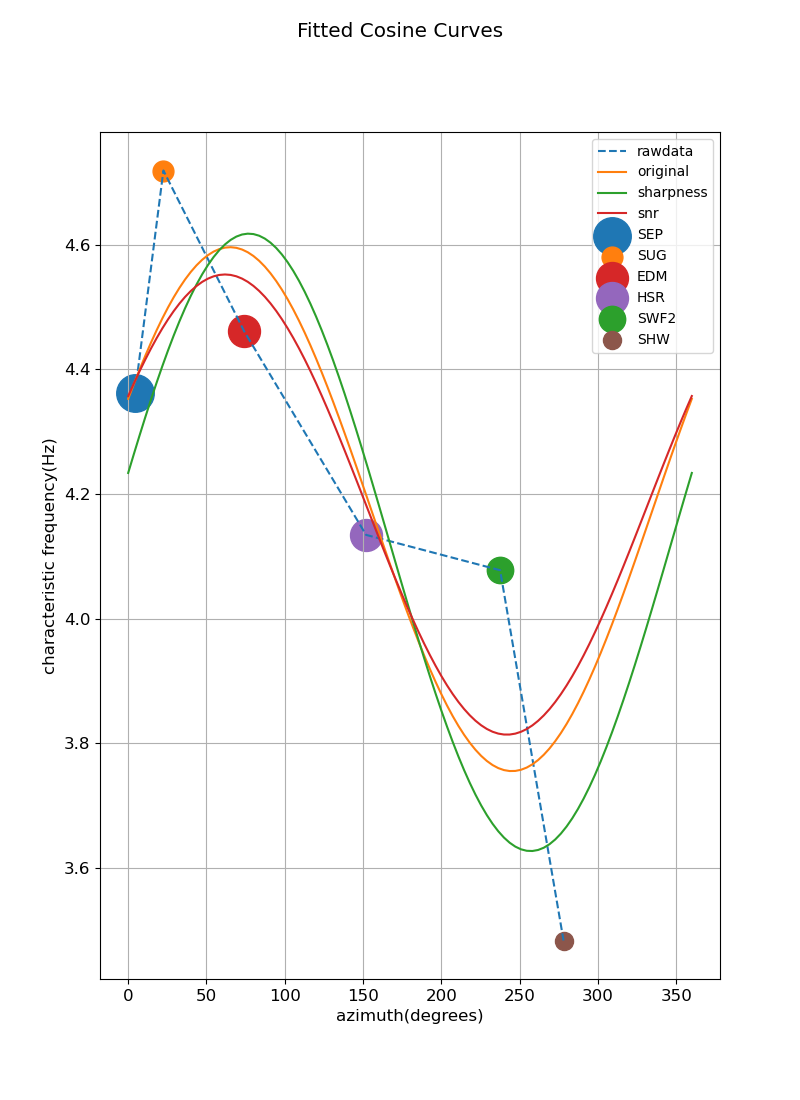 Fitted Cosine Curves
rawdata
original
sharpness
snr
SEP
SUG
EDM
HSR
SWF2
SHW
4.6
4.4
4.2
4.0
3.8
3.6
characteristic frequency(Hz)
0 50 100 150 200 250 300 350
azimuth(degrees)